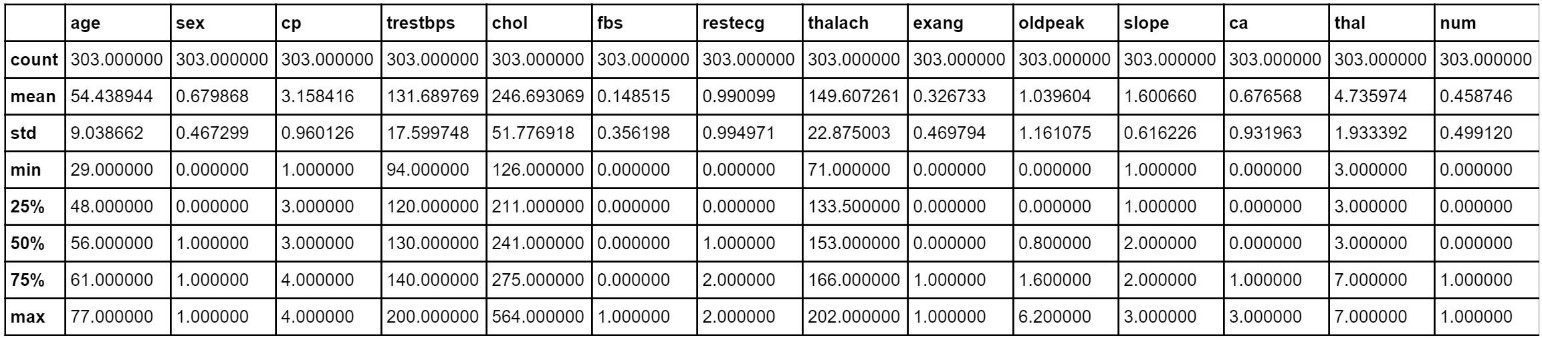 age sex cp trestbps chol fbs restecg thalach exang oldpeak slope ca thal num
count 303.000000 303.000000 303.000000 303.000000 303.000000 303.000000 303.000000 303.000000 303.000000 303.000000 303.000000 303.000000 303.000000 303.000000
mean 54.438944 0.679868 3.158416 131.689769 246.693069 0.148515 0.990099 149.607261 0.326733 1.039604 1.600660 0.676568 4.735974 0.458746
std 9.038662 0.467299 0.960126 17.599748 51.776918 0.356198 0.994971 22.875003 0.469794 1.161075 0.616226 0.931963 1.933392 0.499120
min 29.000000 0.000000 1.000000 94.000000 126.000000 0.000000 0.000000 71.000000 0.000000 0.000000 1.000000 0.000000 3.000000 0.000000
25% 48.000000 0.000000 3.000000 120.000000 211.000000 0.000000 0.000000 133.500000 0.000000 0.000000 1.000000 0.000000 3.000000 0.000000
50% 56.000000 1.000000 3.000000 130.000000 241.000000 0.000000 1.000000 153.000000 0.000000 0.800000 2.000000 0.000000 3.000000 0.000000
75% 61.000000 1.000000 4.000000 140.000000 275.000000 0.000000 2.000000 166.000000 1.000000 1.600000 2.000000 1.000000 7.000000 1.000000
max 77.000000 1.000000 4.000000 200.000000 564.000000 1.000000 2.000000 202.000000 1.000000 6.200000 3.000000 3.000000 7.000000 1.000000